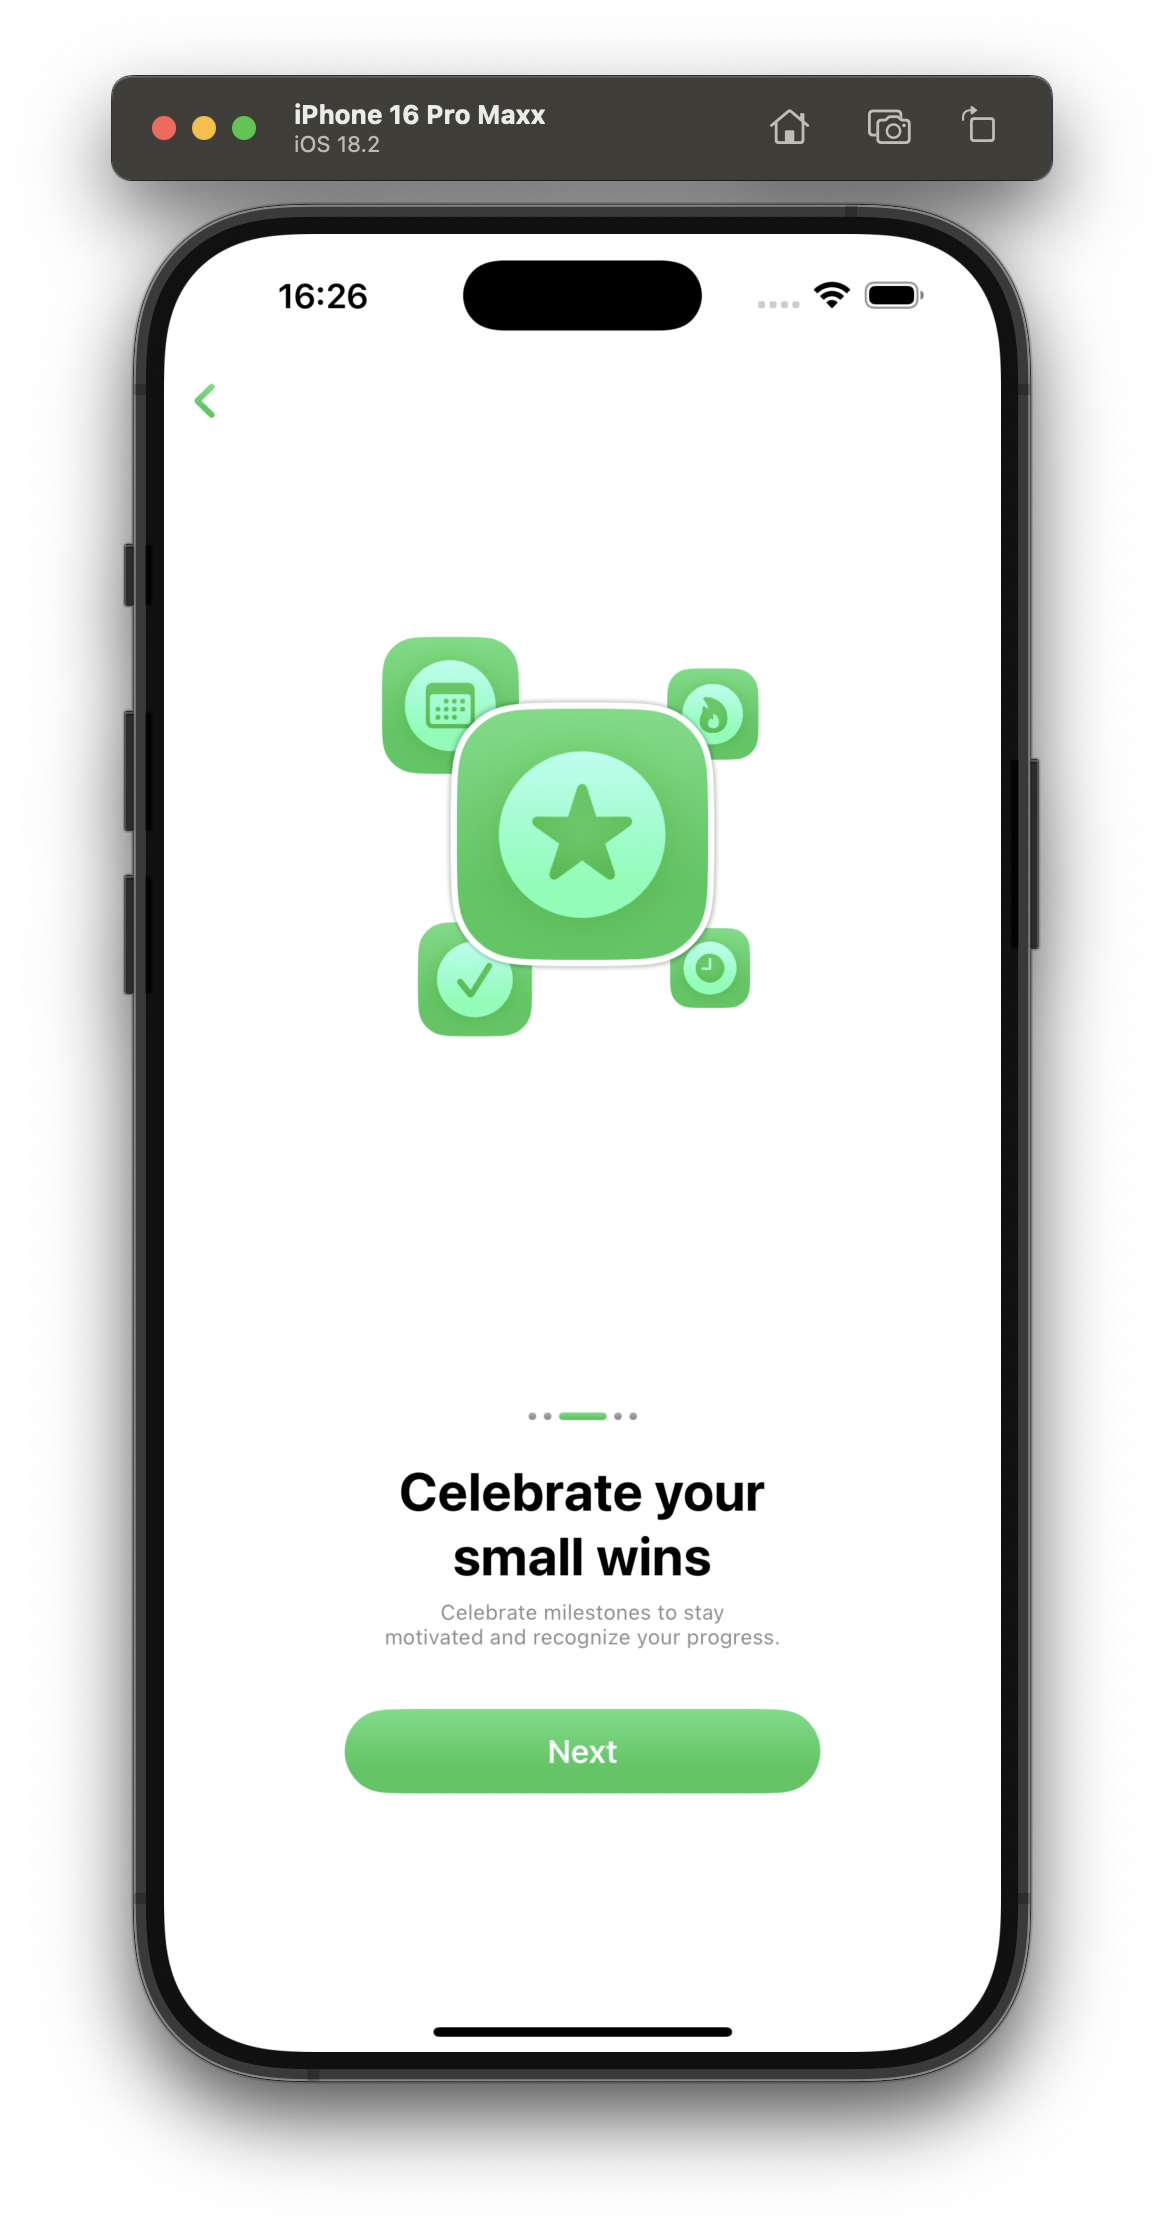 iPhone 16 Pro Maxx
iOS 18.2
16:26
Celebrate your
small wins
Celebrate milestones to stay
motivated and recognize your progress.
Next